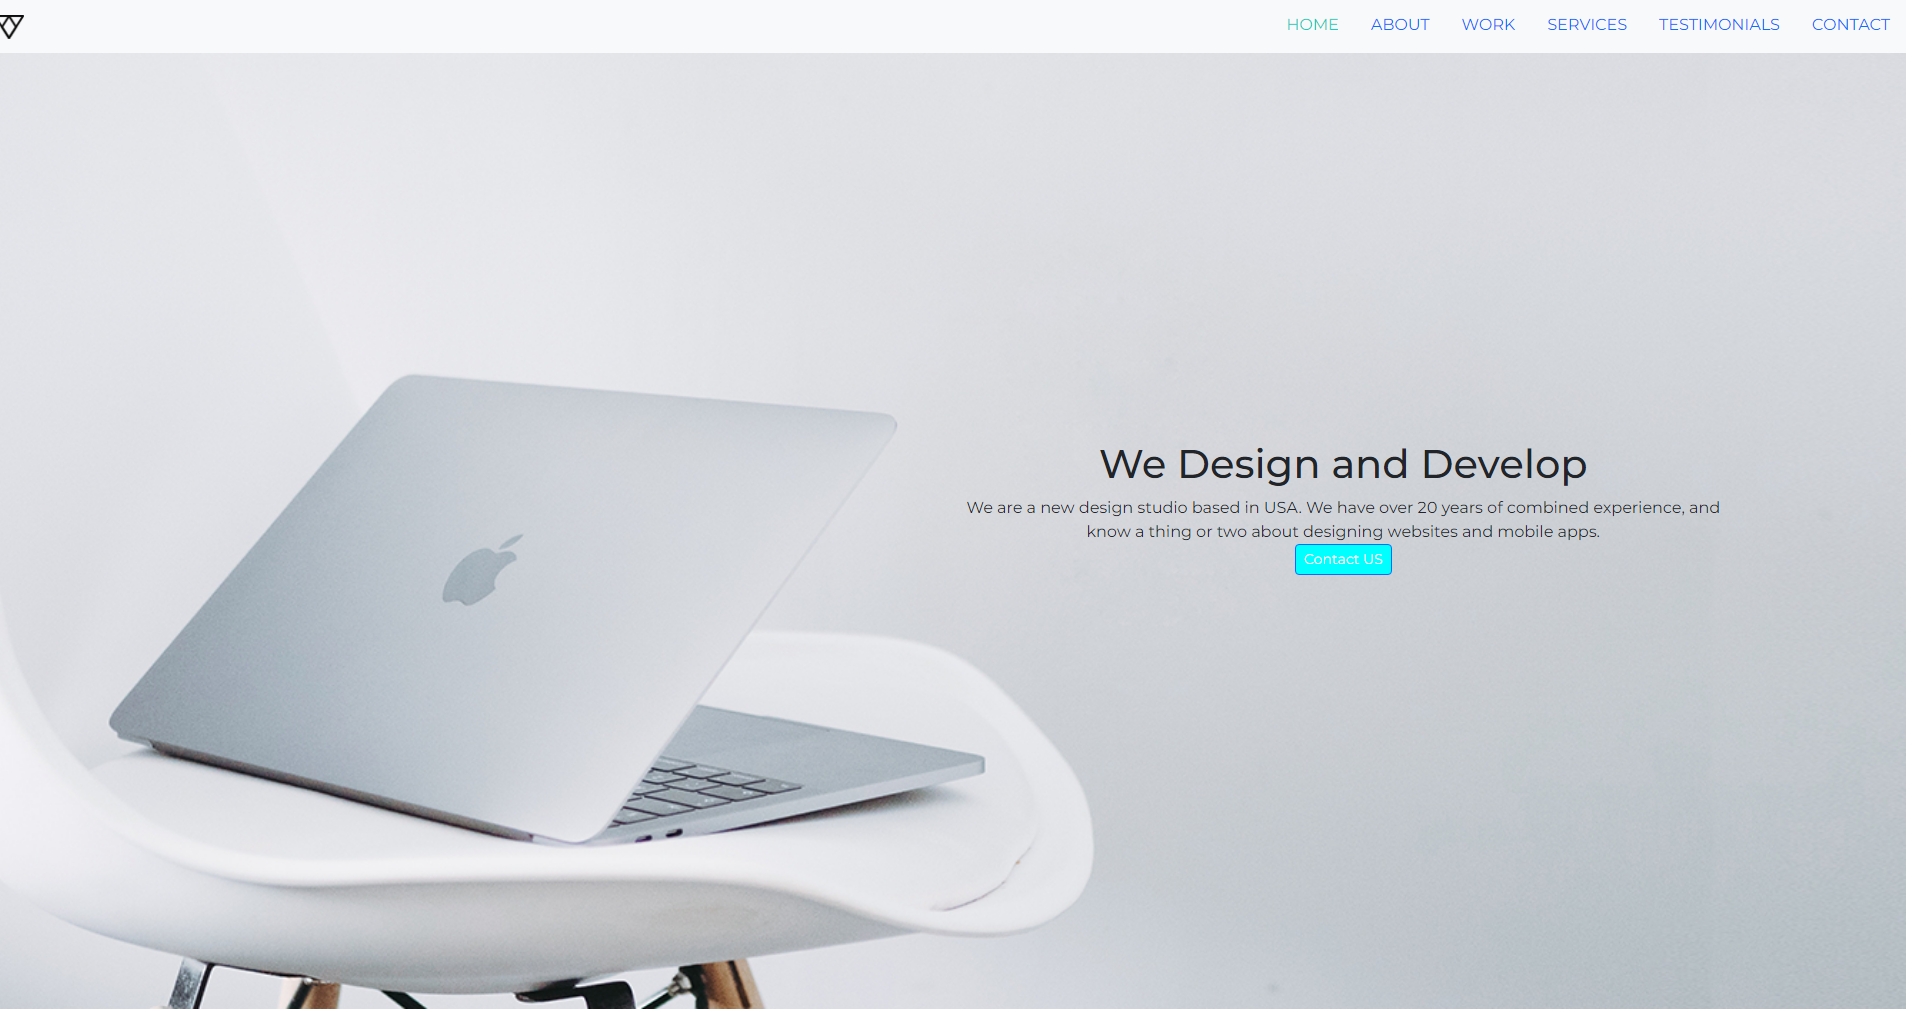 HOME ABOUT WORK SERVICES TESTIMONIALS CONTACT
We Design and Develop
We are a new design studio based in USA. We have over 20 years of combined experience, and
know a thing or two about designing websites and mobile apps.
Contact US